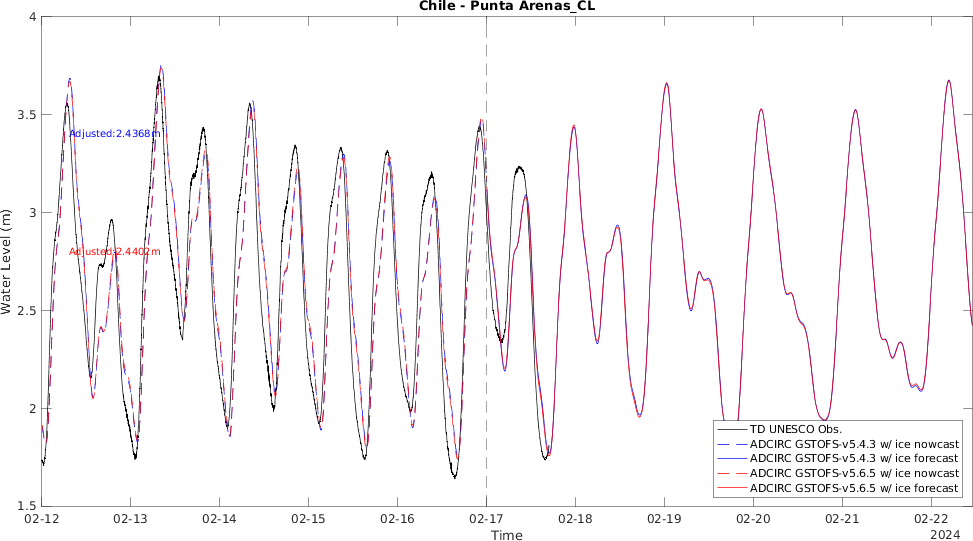 Chile - Punta Arenas_CL
4
3.5
3
2.5
2
1.5
Water Level (m)
Adjusted:2.4368m
Adjusted:2.4402m
TD UNESCO Obs.
ADCIRC GSTOFS-v5.4.3 w/ ice nowcast
ADCIRC GSTOFS-v5.4.3 w/ ice forecast
ADCIRC GSTOFS-v5.6.5 w/ ice nowcast
ADCIRC GSTOFS-v5.6.5 w/ ice forecast
02-12 02-13 02-14 02-15 02-16 02-17 02-18 02-19 02-20 02-21 02-22
2024
Time